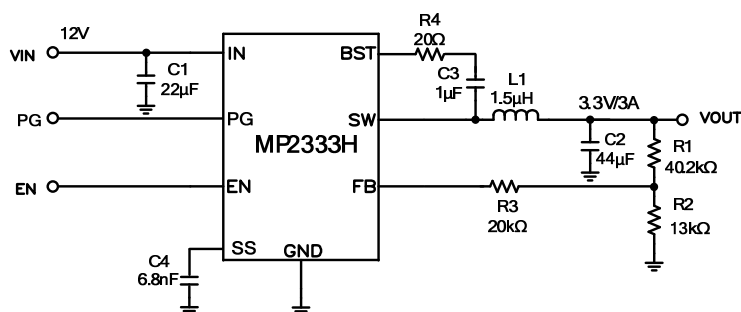 12V
VIN
C1
22µF
IN
BST
R4
20Ω
C3
1µF
L1
1.5µH
3.3V/3A
VOUT
PG
PG
SW
MP2333H
C2
44µF
R1
40.2kΩ
EN
EN
FB
R3
20kΩ
R2
13kΩ
SS
GND
C4
6.8nF